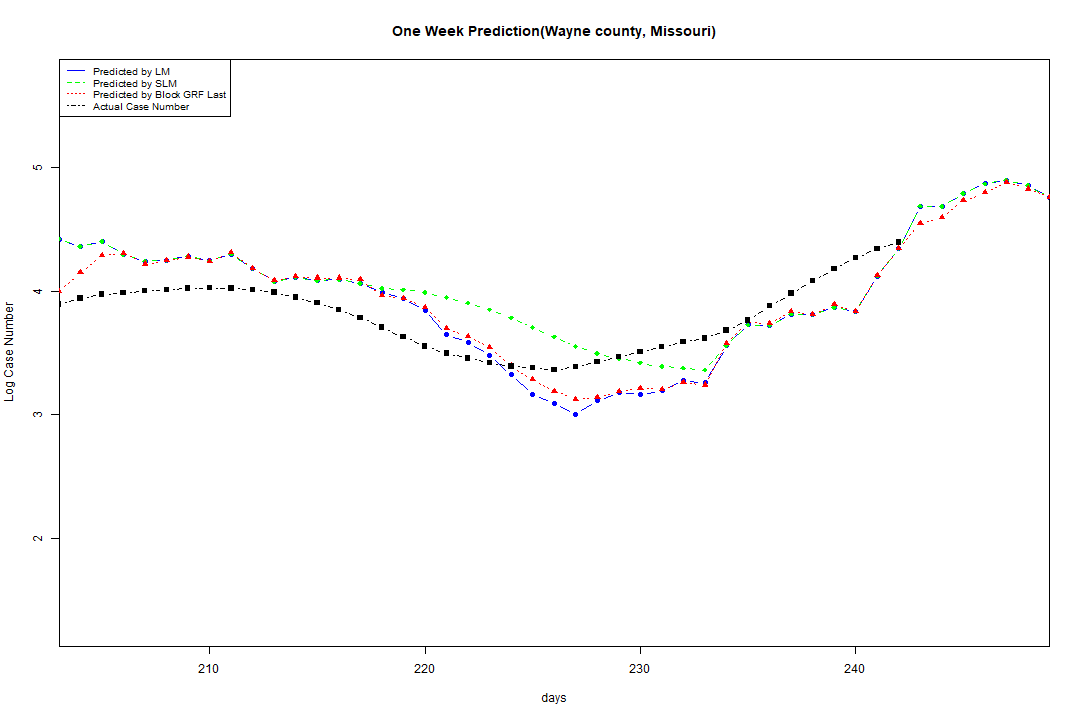 One Week Prediction(Wayne county, Missouri)
Predicted by LM
Predicted by SLM
Predicted by Block GRF Last
Actual Case Number
5
4
3
2
Log Case Number
210 220 230 240
days